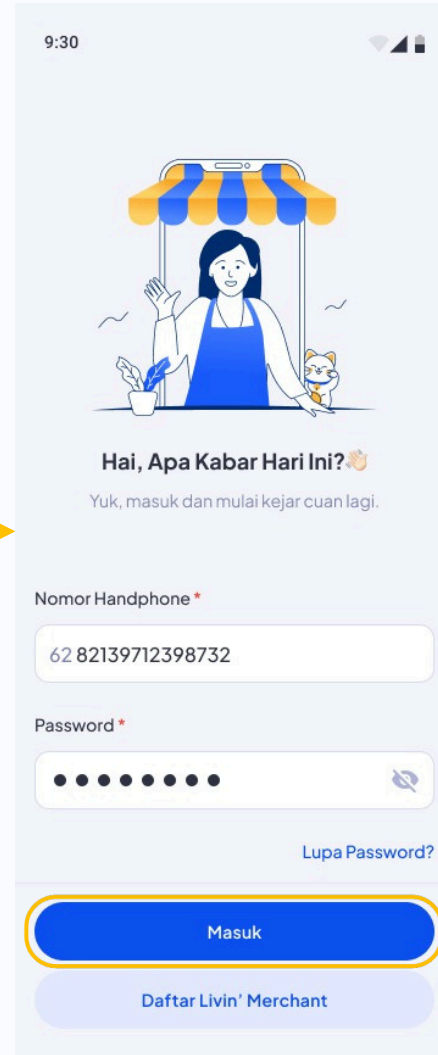 9:30
Hai, Apa Kabar Hari Ini?👋🏻
Yuk, masuk dan mulai kejar cuan lagi.
Nomor Handphone *
62 82139712398732
Password *
●●●●●●●●
Lupa Password?
Masuk
Daftar Livin’ Merchant